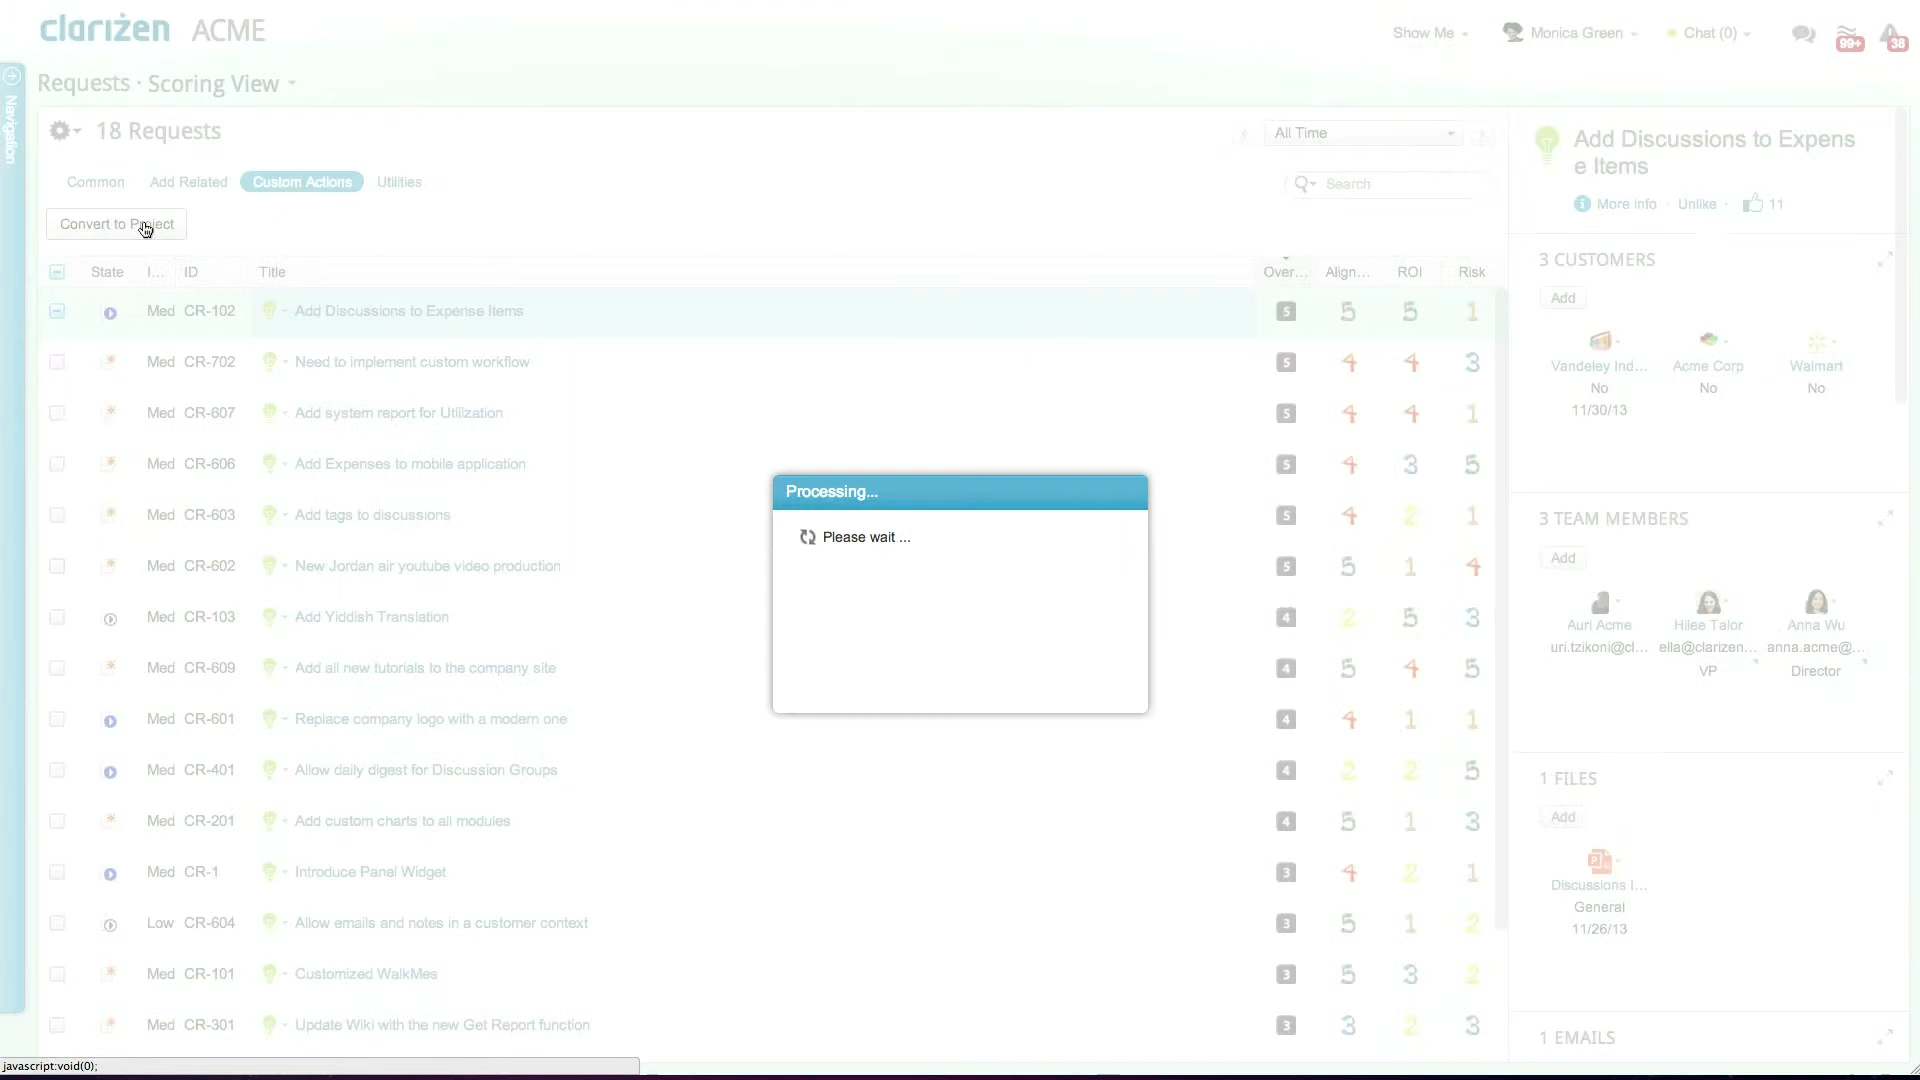 clarizen ACME
Show Me
Monica Green
Chat (0)
99+
38
Navigation
Requests · Scoring View
18 Requests
All Time
Common
Add Related
Custom Actions
Utilities
Search
Convert to Project
State I... ID Title Over... Align... ROI Risk
Med CR-102 Add Discussions to Expense Items 5 5 5 1
Med CR-702 Need to implement custom workflow 5 4 4 3
Med CR-607 Add system report for Utilization 5 4 4 1
Med CR-606 Add Expenses to mobile application 5 4 3 5
Med CR-603 Add tags to discussions 5 4 2 1
Med CR-602 New Jordan air youtube video production 5 5 1 4
Med CR-103 Add Yiddish Translation 4 2 5 3
Med CR-609 Add all new tutorials to the company site 4 5 4 5
Med CR-601 Replace company logo with a modern one 4 4 1 1
Med CR-401 Allow daily digest for Discussion Groups 4 2 2 5
Med CR-201 Add custom charts to all modules 4 5 1 3
Med CR-1 Introduce Panel Widget 3 4 2 1
Low CR-604 Allow emails and notes in a customer context 3 5 1 2
Med CR-101 Customized WalkMes 3 5 3 2
Med CR-301 Update Wiki with the new Get Report function 3 3 2 3
Processing...
Please wait ...
Add Discussions to Expens
e Items
More info · Unlike · 11
3 CUSTOMERS
Add
Vandeley Ind... Acme Corp Walmart
No No No
11/30/13
3 TEAM MEMBERS
Add
Auri Acme Hilee Talor Anna Wu
uri.tzikoni@cl... ella@clarizen... anna.acme@...
VP Director
1 FILES
Add
Discussions I...
General
11/26/13
1 EMAILS
javascript:void(0);